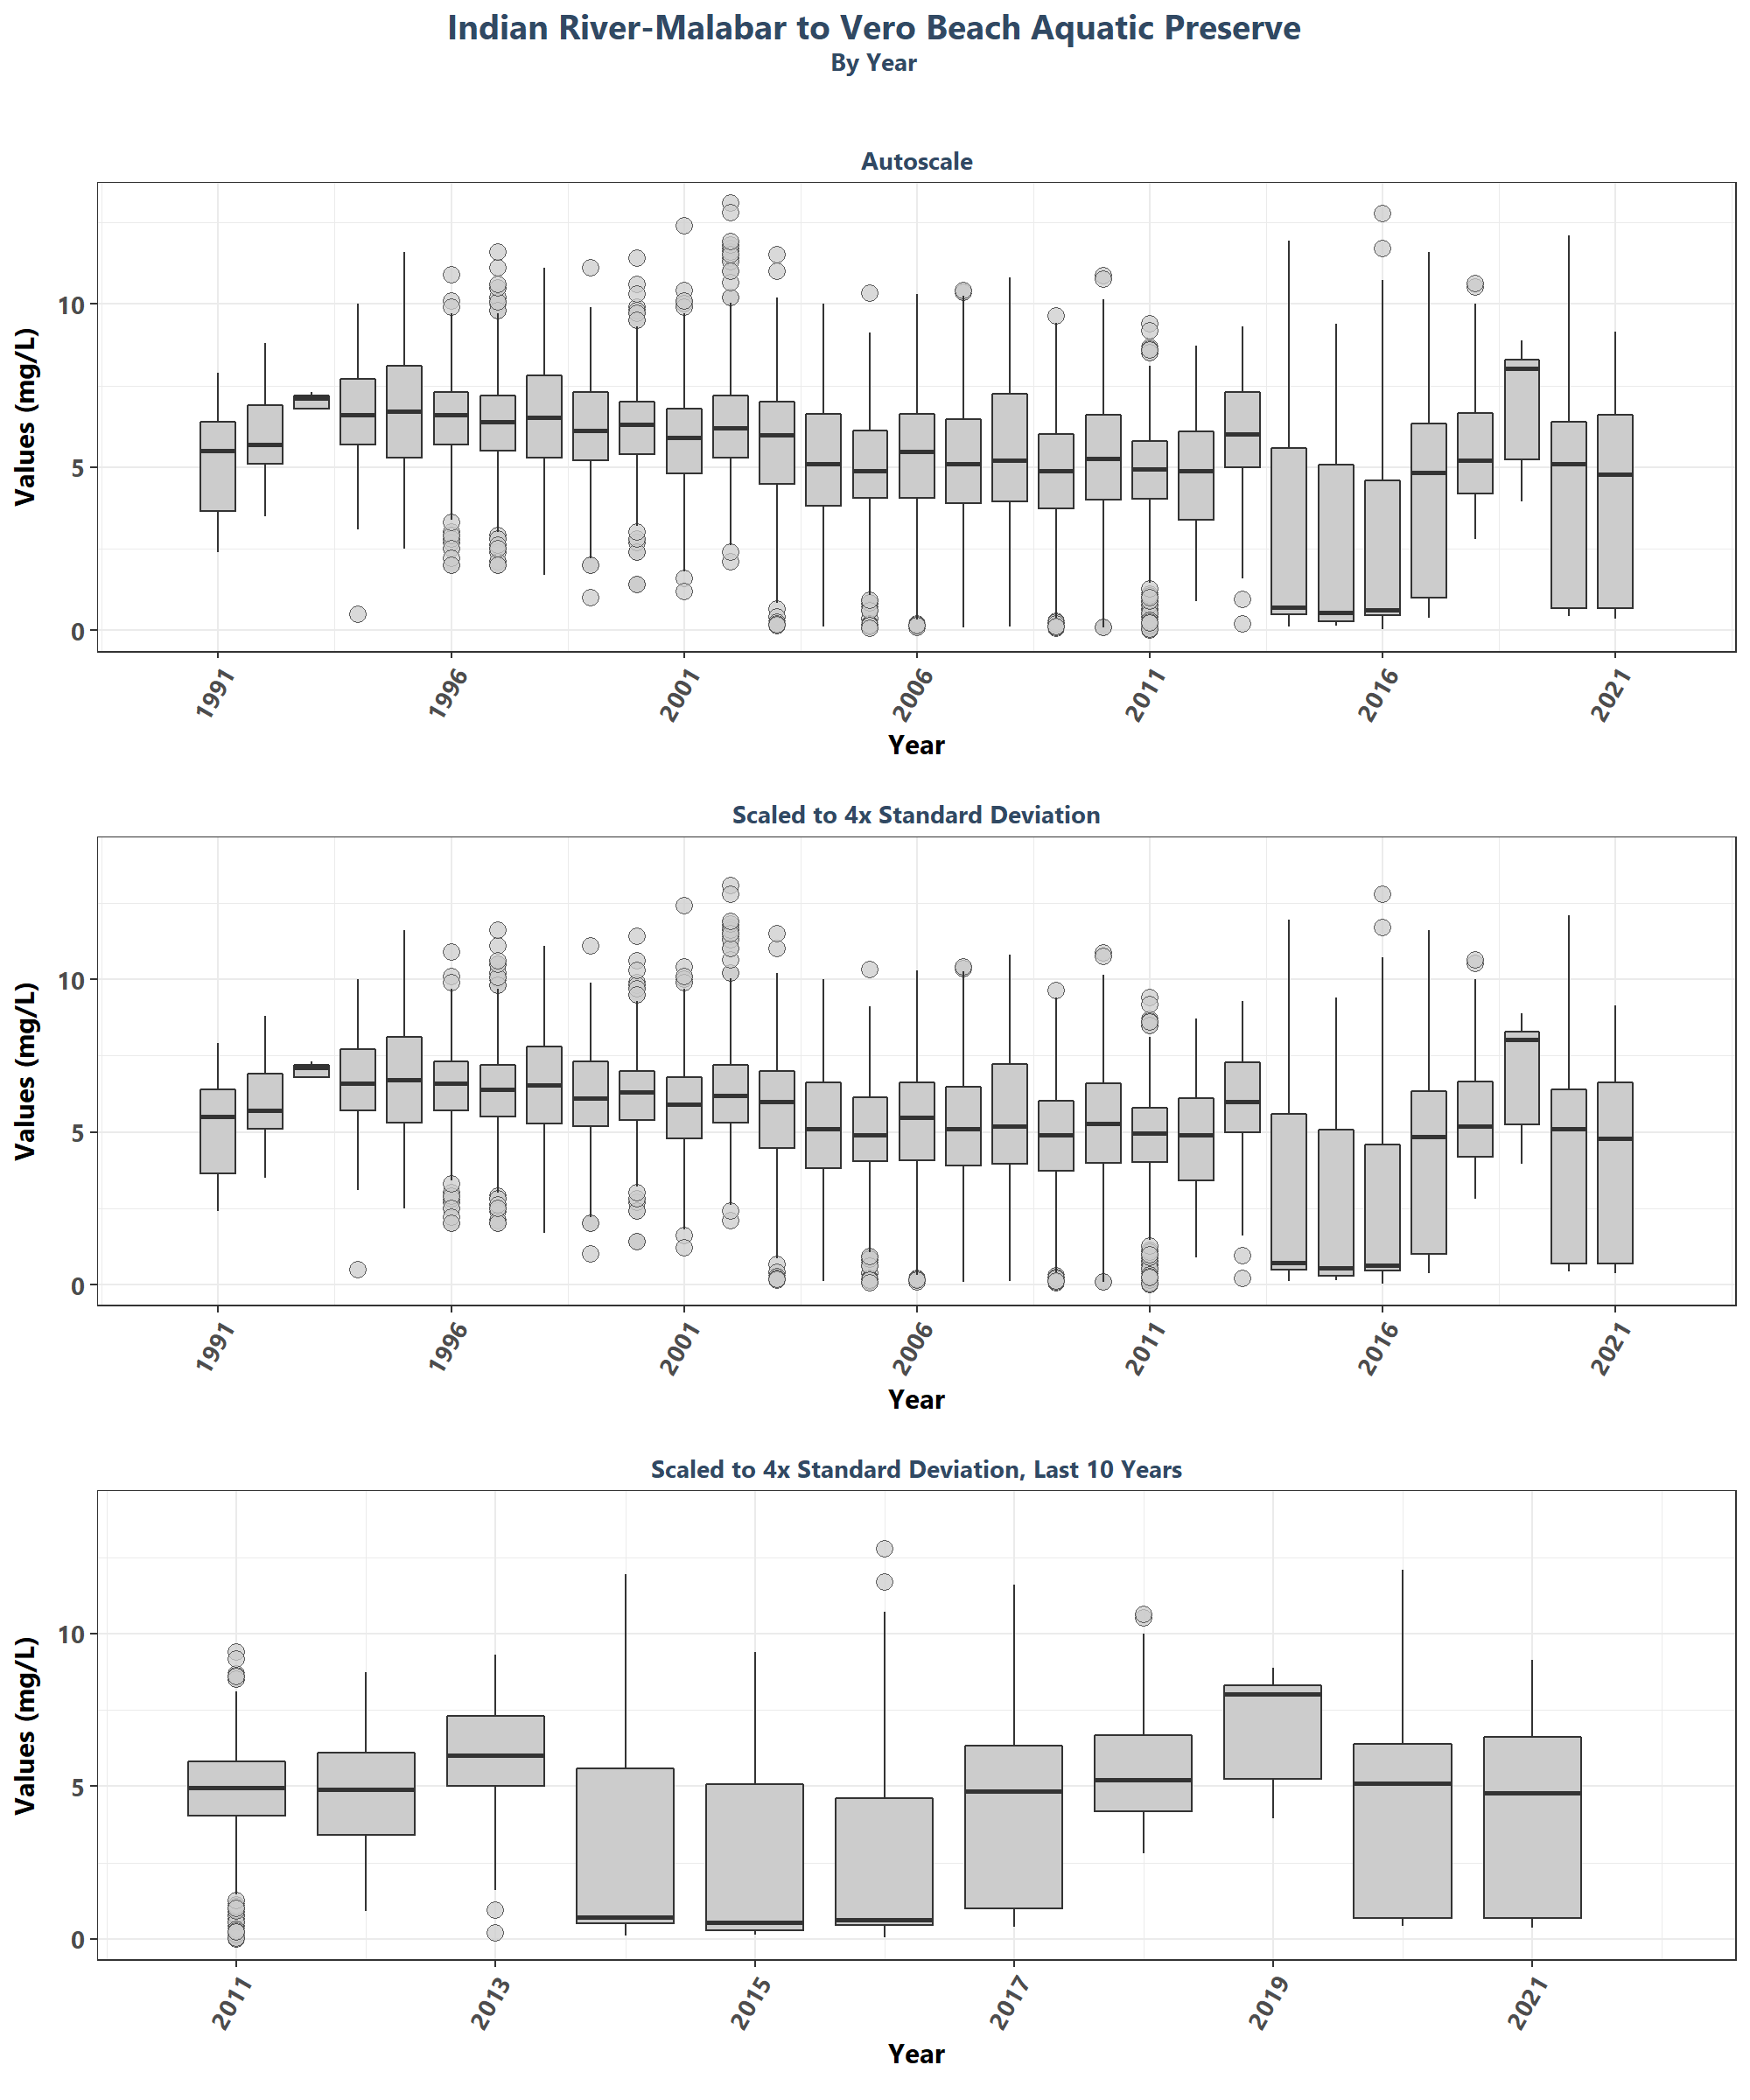 Indian River-Malabar to Vero Beach Aquatic Preserve
By Year
Autoscale
Values (mg/L)
10
5
0
1991
1996
2001
2006
2011
2016
2021
Year
Scaled to 4x Standard Deviation
Values (mg/L)
10
5
0
1991
1996
2001
2006
2011
2016
2021
Year
Scaled to 4x Standard Deviation, Last 10 Years
Values (mg/L)
10
5
0
2011
2013
2015
2017
2019
2021
Year